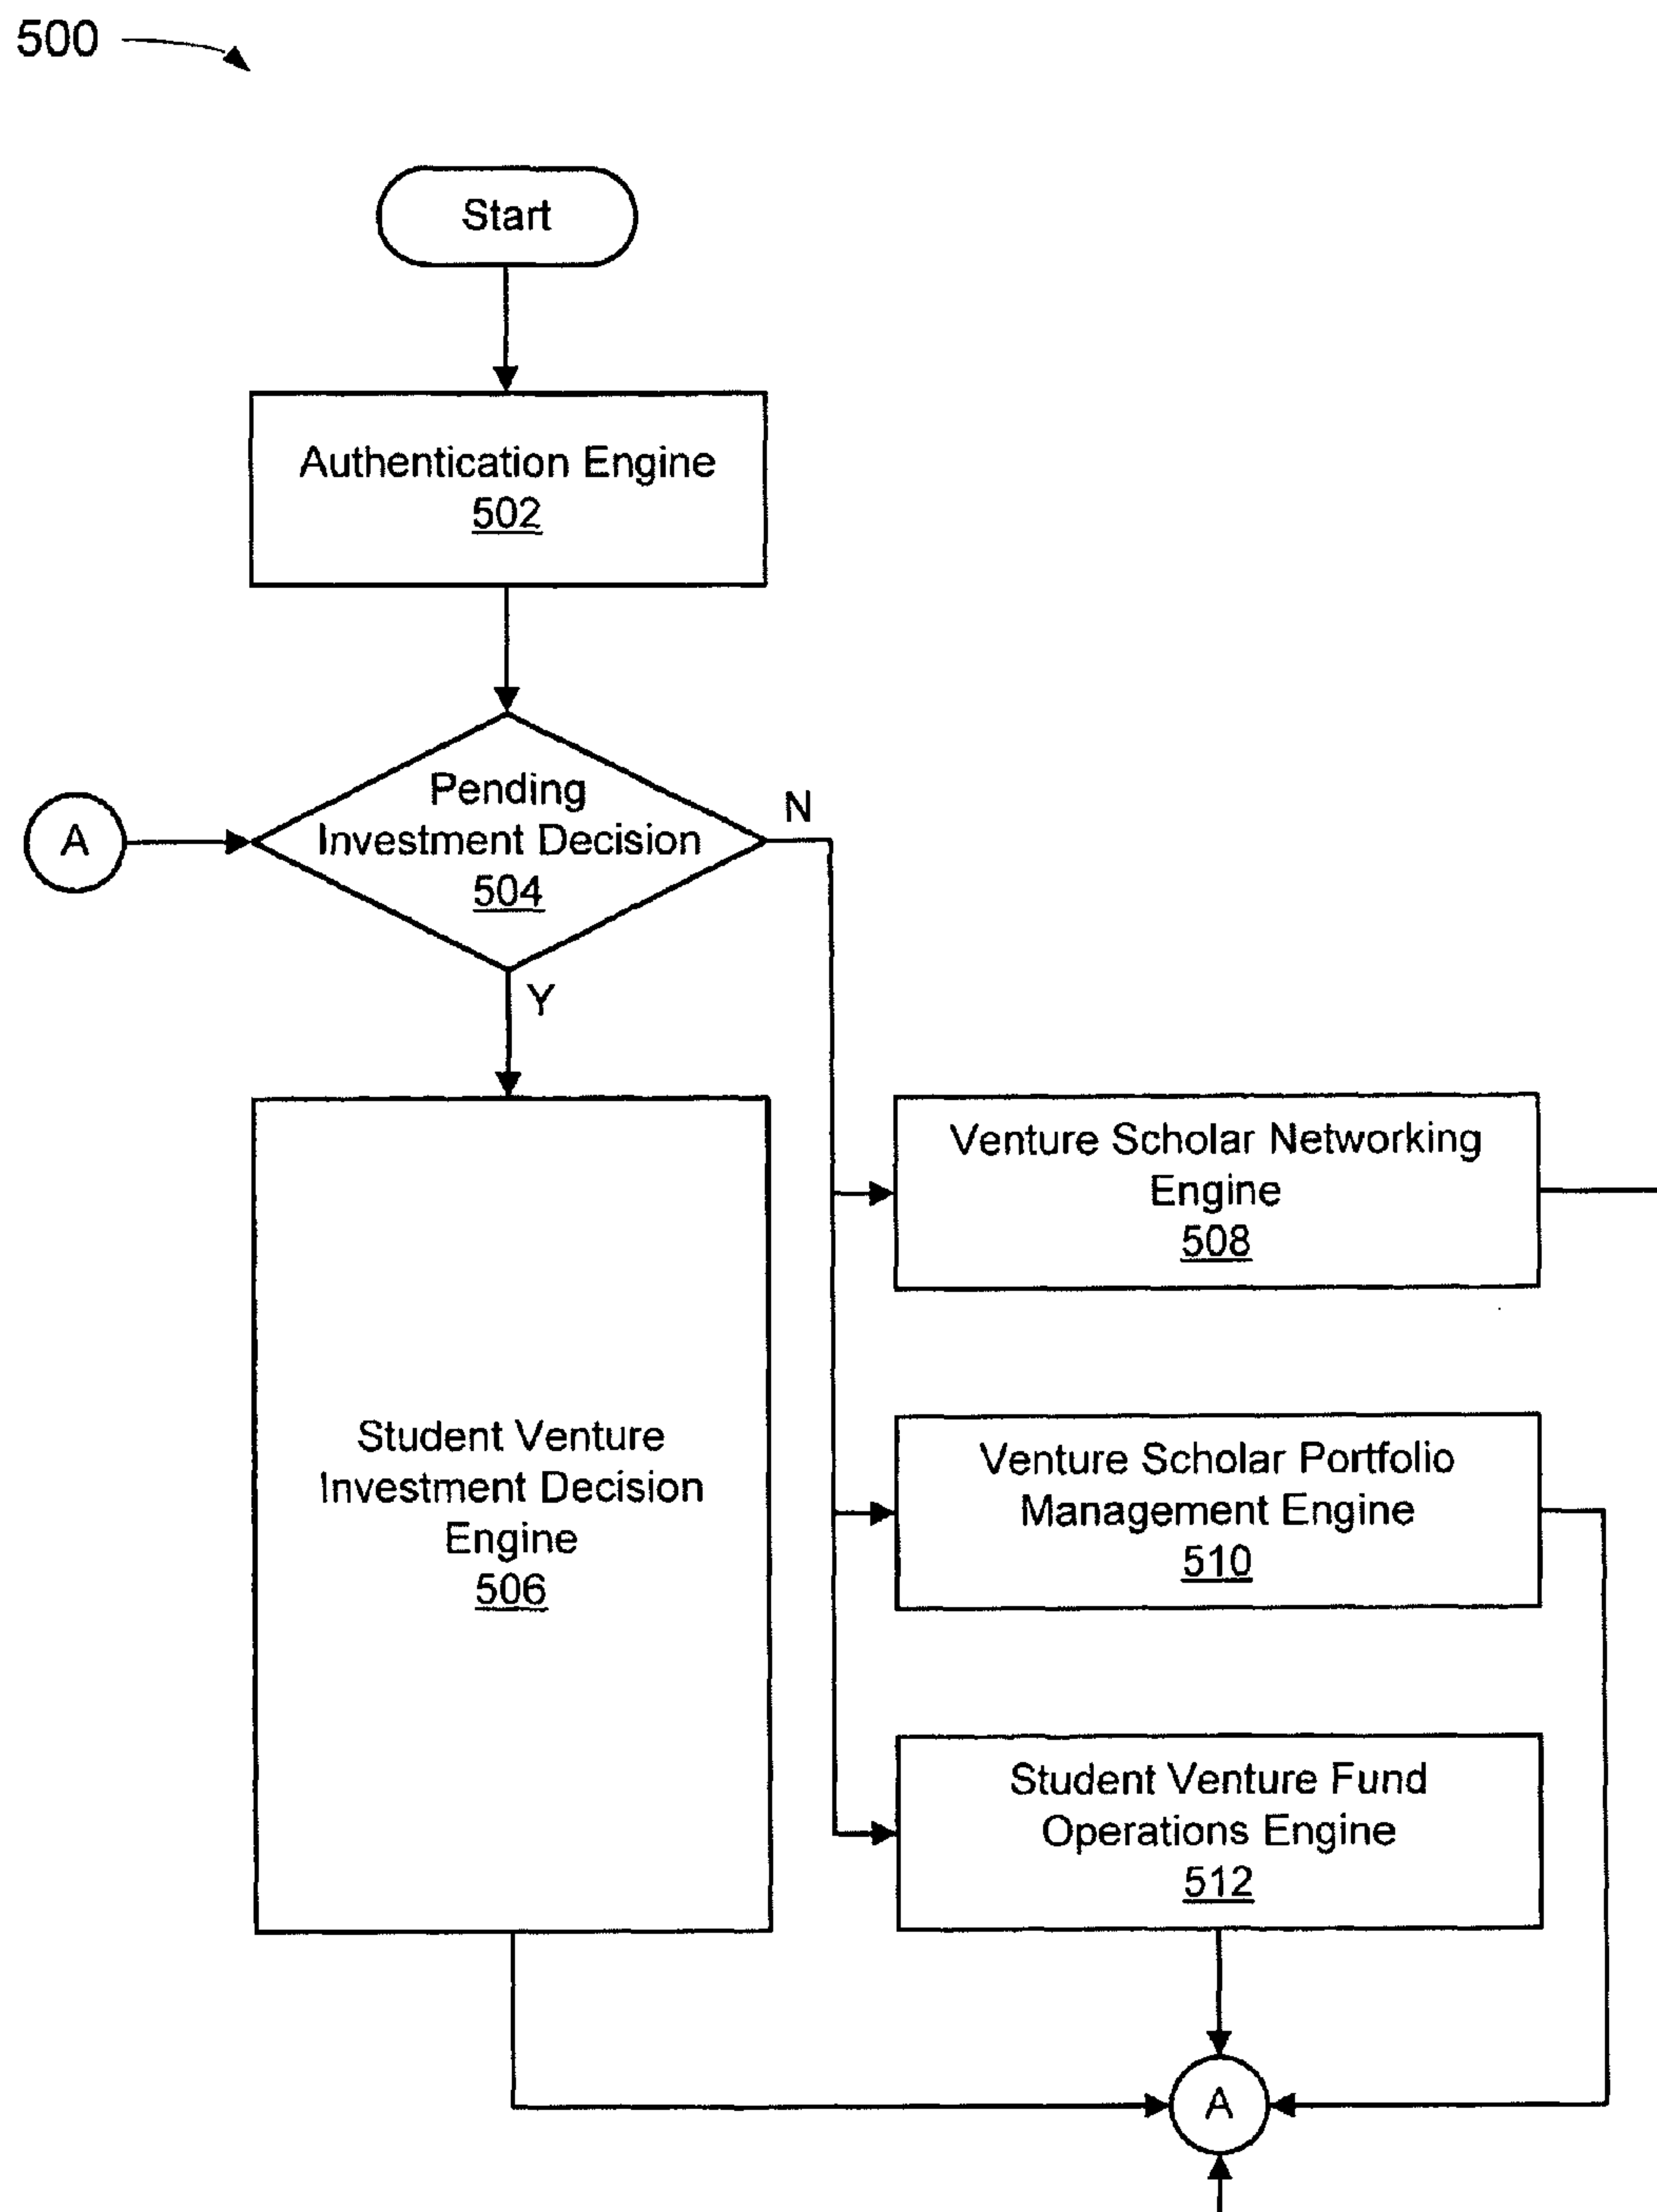 500
Start
Authentication Engine
502
Pending
Investment Decision
504
A
N
Y
Student Venture
Investment Decision
Engine
506
Venture Scholar Networking
Engine
508
Venture Scholar Portfolio
Management Engine
510
Student Venture Fund
Operations Engine
512
A